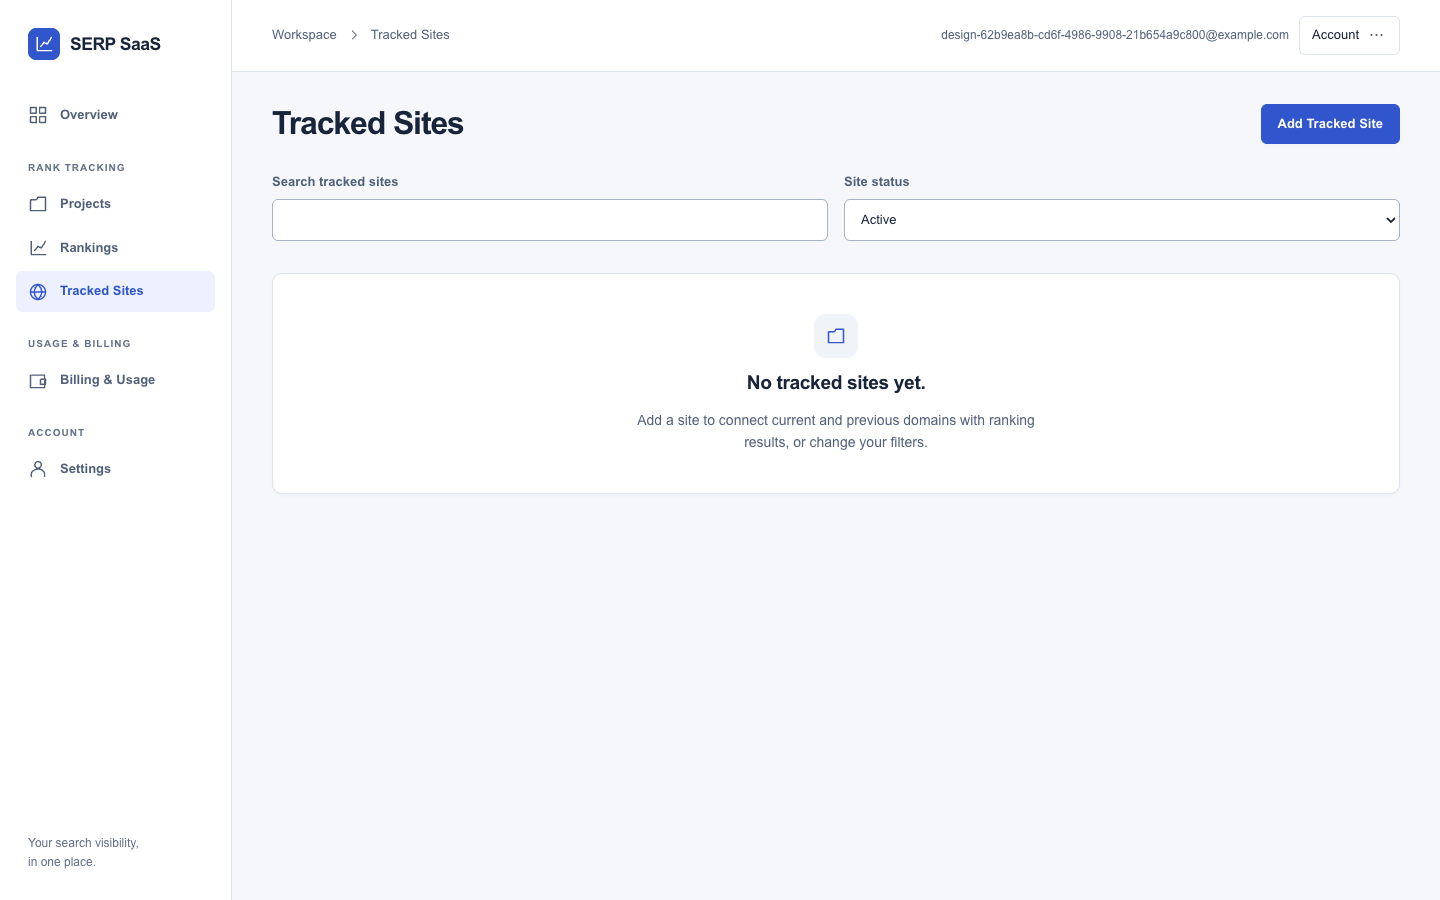 SERP SaaS
Overview
RANK TRACKING
Projects
Rankings
Tracked Sites
USAGE & BILLING
Billing & Usage
ACCOUNT
Settings
Your search visibility,
in one place.
Workspace > Tracked Sites
design-62b9ea8b-cd6f-4986-9908-21b654a9c800@example.com
Account ···
Tracked Sites
Add Tracked Site
Search tracked sites
Site status
Active
No tracked sites yet.
Add a site to connect current and previous domains with ranking
results, or change your filters.